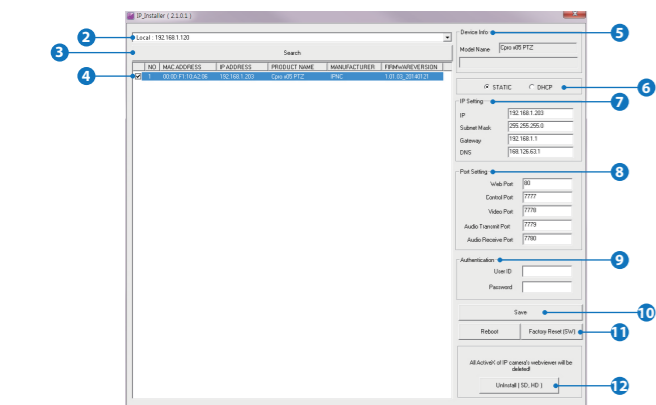 IP_Installer ( 2.1.0.1 )
2
Local : 192.168.1.120
3
Search
NO MAC ADDRESS IP ADDRESS PRODUCT NAME MANUFACTURER FIRMWAREVERSION
4
1 00:0D:F1:10:A2:06 192.168.1.203 Cpro x05 PTZ IPNC 1.01.03_20140121
Device Info
5
Model Name Cpro x05 PTZ
STATIC DHCP
6
IP Setting
7
IP 192.168.1.203
Subnet Mask 255.255.255.0
Gateway 192.168.1.1
DNS 168.126.63.1
Port Setting
8
Web Port 80
Control Port 7777
Video Port 7778
Audio Transmit Port 7779
Audio Receive Port 7780
Authentication
9
User ID
Password
Save
10
Reboot Factory Reset (SW)
11
All ActiveX of IP camera's webviewer will be
deleted!
UnInstall ( SD, HD )
12